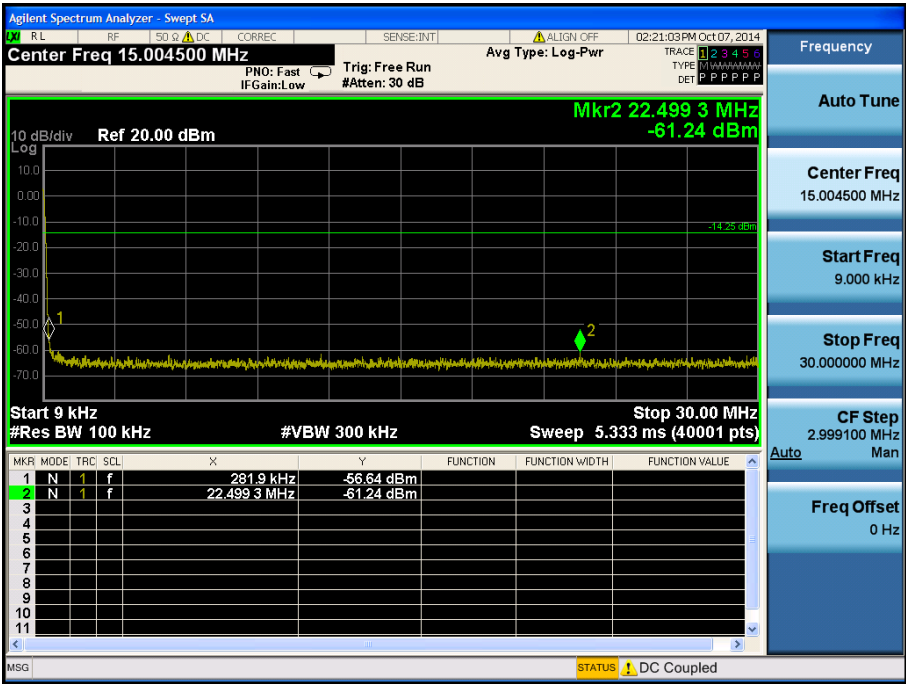 Agilent Spectrum Analyzer - Swept SA
LXI RL RF 50 Ω DC CORREC SENSE:INT ALIGN OFF 02:21:03 PM Oct 07, 2014
Center Freq 15.004500 MHz
PNO: Fast
IFGain:Low
Trig: Free Run
#Atten: 30 dB
Avg Type: Log-Pwr
TRACE 1 2 3 4 5 6
TYPE M
DET P P P P P P
Mkr2 22.499 3 MHz
-61.24 dBm
10 dB/div Ref 20.00 dBm
Log
10.0
0.00
-10.0
-14.25 dBm
-20.0
-30.0
-40.0
-50.0
1
2
-60.0
-70.0
Start 9 kHz Stop 30.00 MHz
#Res BW 100 kHz #VBW 300 kHz Sweep 5.333 ms (40001 pts)
MKR MODE TRC SCL X Y FUNCTION FUNCTION WIDTH FUNCTION VALUE
1 N 1 f 281.9 kHz -56.64 dBm
2 N 1 f 22.499 3 MHz -61.24 dBm
3
4
5
6
7
8
9
10
11
MSG STATUS DC Coupled
Frequency
Auto Tune
Center Freq
15.004500 MHz
Start Freq
9.000 kHz
Stop Freq
30.000000 MHz
CF Step
2.999100 MHz
Auto Man
Freq Offset
0 Hz